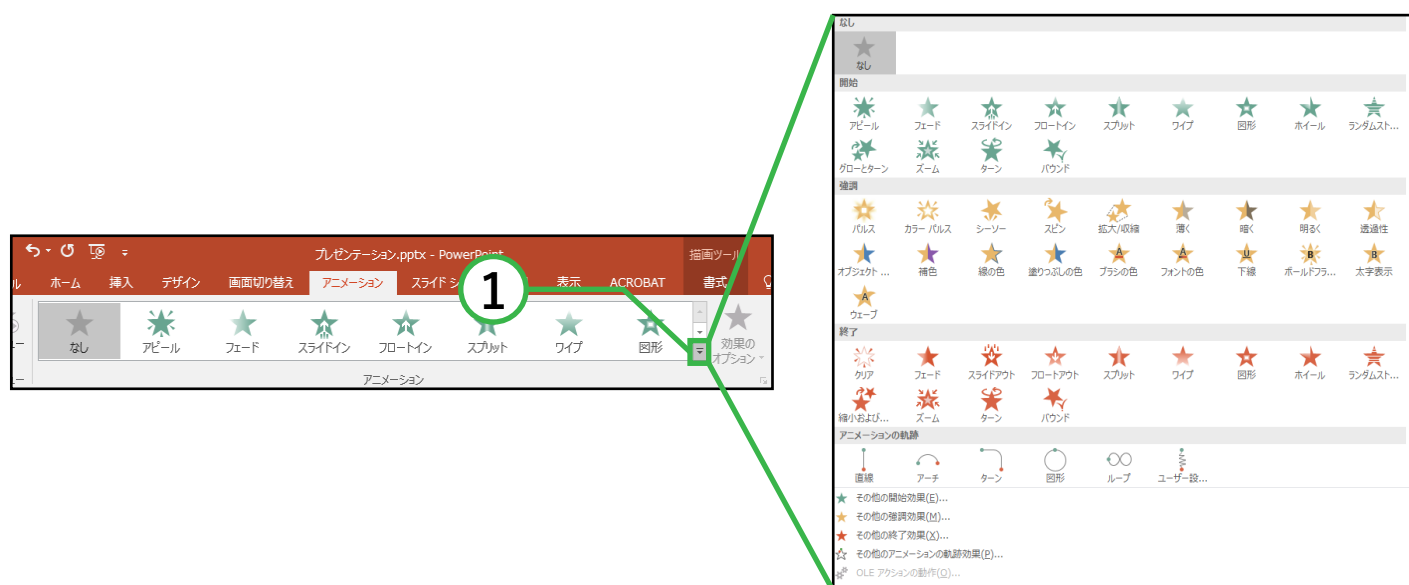 プレゼンテーション.pptx - PowerPoint
描画ツール
ル ホーム 挿入 デザイン 画面切り替え アニメーション スライド シ 表示 ACROBAT 書式
1
なし アピール フェード スライドイン フロートイン スプリット ワイプ 図形
効果の
オプション
アニメーション
なし
なし
開始
アピール フェード スライドイン フロートイン スプリット ワイプ 図形 ホイール ランダムスト...
グローとターン ズーム ターン バウンド
強調
パルス カラー パルス シーソー スピン 拡大/収縮 薄く 暗く 明るく 透過性
オブジェクト ... 補色 線の色 塗りつぶしの色 ブラシの色 フォントの色 下線 ボールドフラ... 太字表示
ウェーブ
終了
クリア フェード スライドアウト フロートアウト スプリット ワイプ 図形 ホイール ランダムスト...
縮小および... ズーム ターン バウンド
アニメーションの軌跡
直線 アーチ ターン 図形 ループ ユーザー設...
その他の開始効果(E)...
その他の強調効果(M)...
その他の終了効果(X)...
その他のアニメーションの軌跡効果(P)...
OLE アクションの動作(O)...